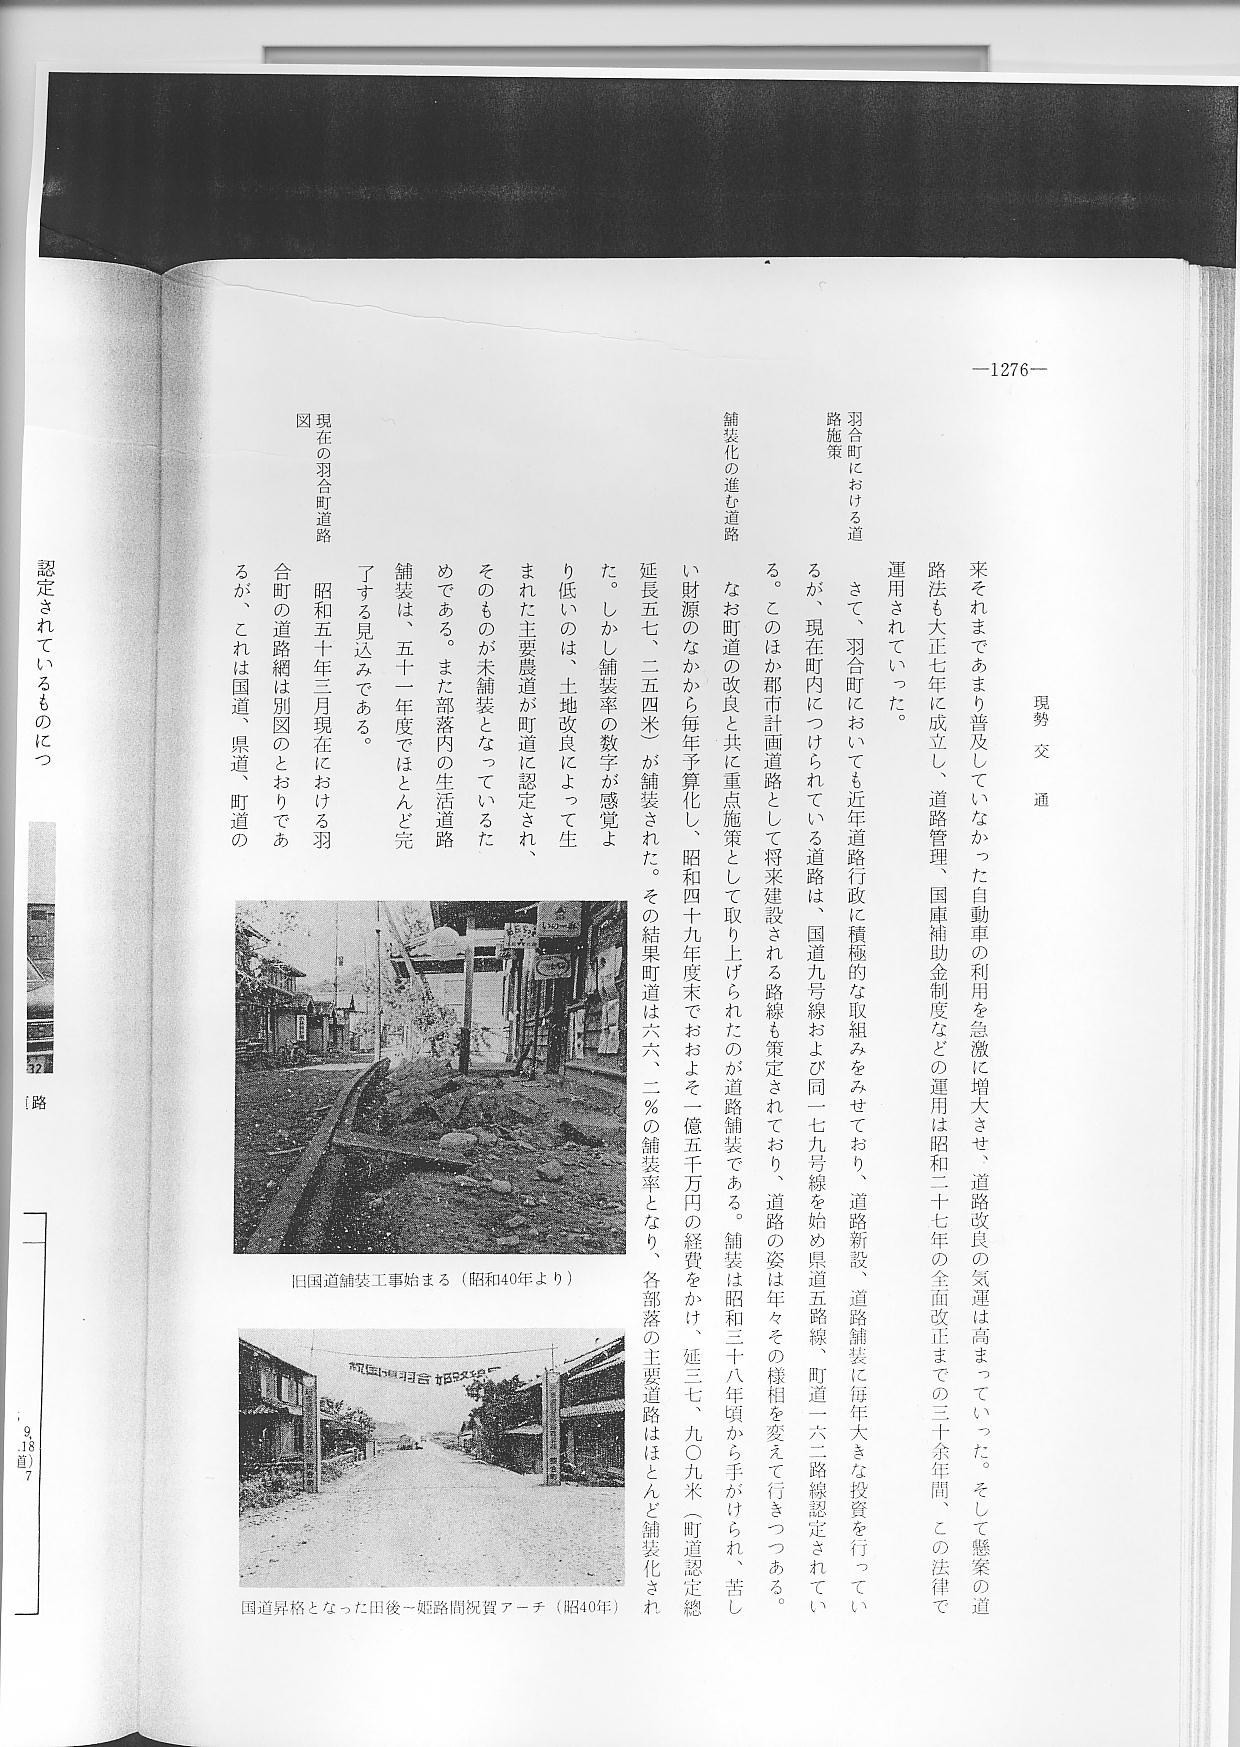 ―1276―
現勢 交 通
来それまであまり普及していなかった自動車の利用を急激に増大させ、道路改良の気運は高まっていった。そして懸案の道
路法も大正七年に成立し、道路管理、国庫補助金制度などの運用は昭和二十七年の全面改正までの三十余年間、この法律で
運用されていった。
羽合町における道
路施策
さて、羽合町においても近年道路行政に積極的な取組みをみせており、道路新設、道路舗装に毎年大きな投資を行ってい
るが、現在町内につけられている道路は、国道九号線および同一七九号線を始め県道五路線、町道一六二路線認定されてい
る。このほか郡市計画道路として将来建設される路線も策定されており、道路の姿は年々その様相を変えて行きつつある。
舗装化の進む道路
なお町道の改良と共に重点施策として取り上げられたのが道路舗装である。舗装は昭和三十八年頃から手がけられ、苦し
い財源のなかから毎年予算化し、昭和四十九年度末でおおよそ一億五千万円の経費をかけ、延三七、九〇九米（町道認定總
延長五七、二五四米）が舗装された。その結果町道は六六、二％の舗装率となり、各部落の主要道路はほとんど舗装化され
た。しかし舗装率の数字が感覚よ
り低いのは、土地改良によって生
まれた主要農道が町道に認定され、
そのものが未舗装となっているた
めである。また部落内の生活道路
舗装は、五十一年度でほとんど完
了する見込みである。
現在の羽合町道路
図
昭和五十年三月現在における羽
合町の道路網は別図のとおりであ
るが、これは国道、県道、町道の
旧国道舗装工事始まる（昭和40年より）
祝国道羽合姫路線
国道昇格となった田後～姫路間祝賀アーチ（昭40年）
認定されているものにつ
32
路
9,
.18
道）
7